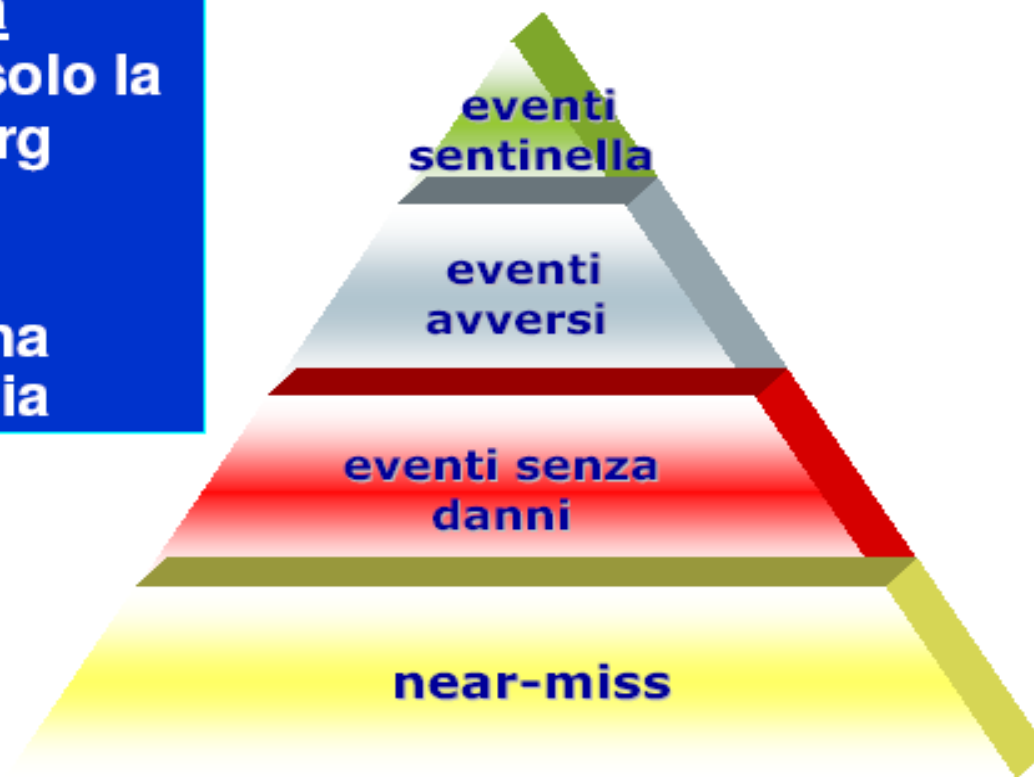 solo la
eventi
sentinella
eventi
avversi
eventi senza
danni
near-miss